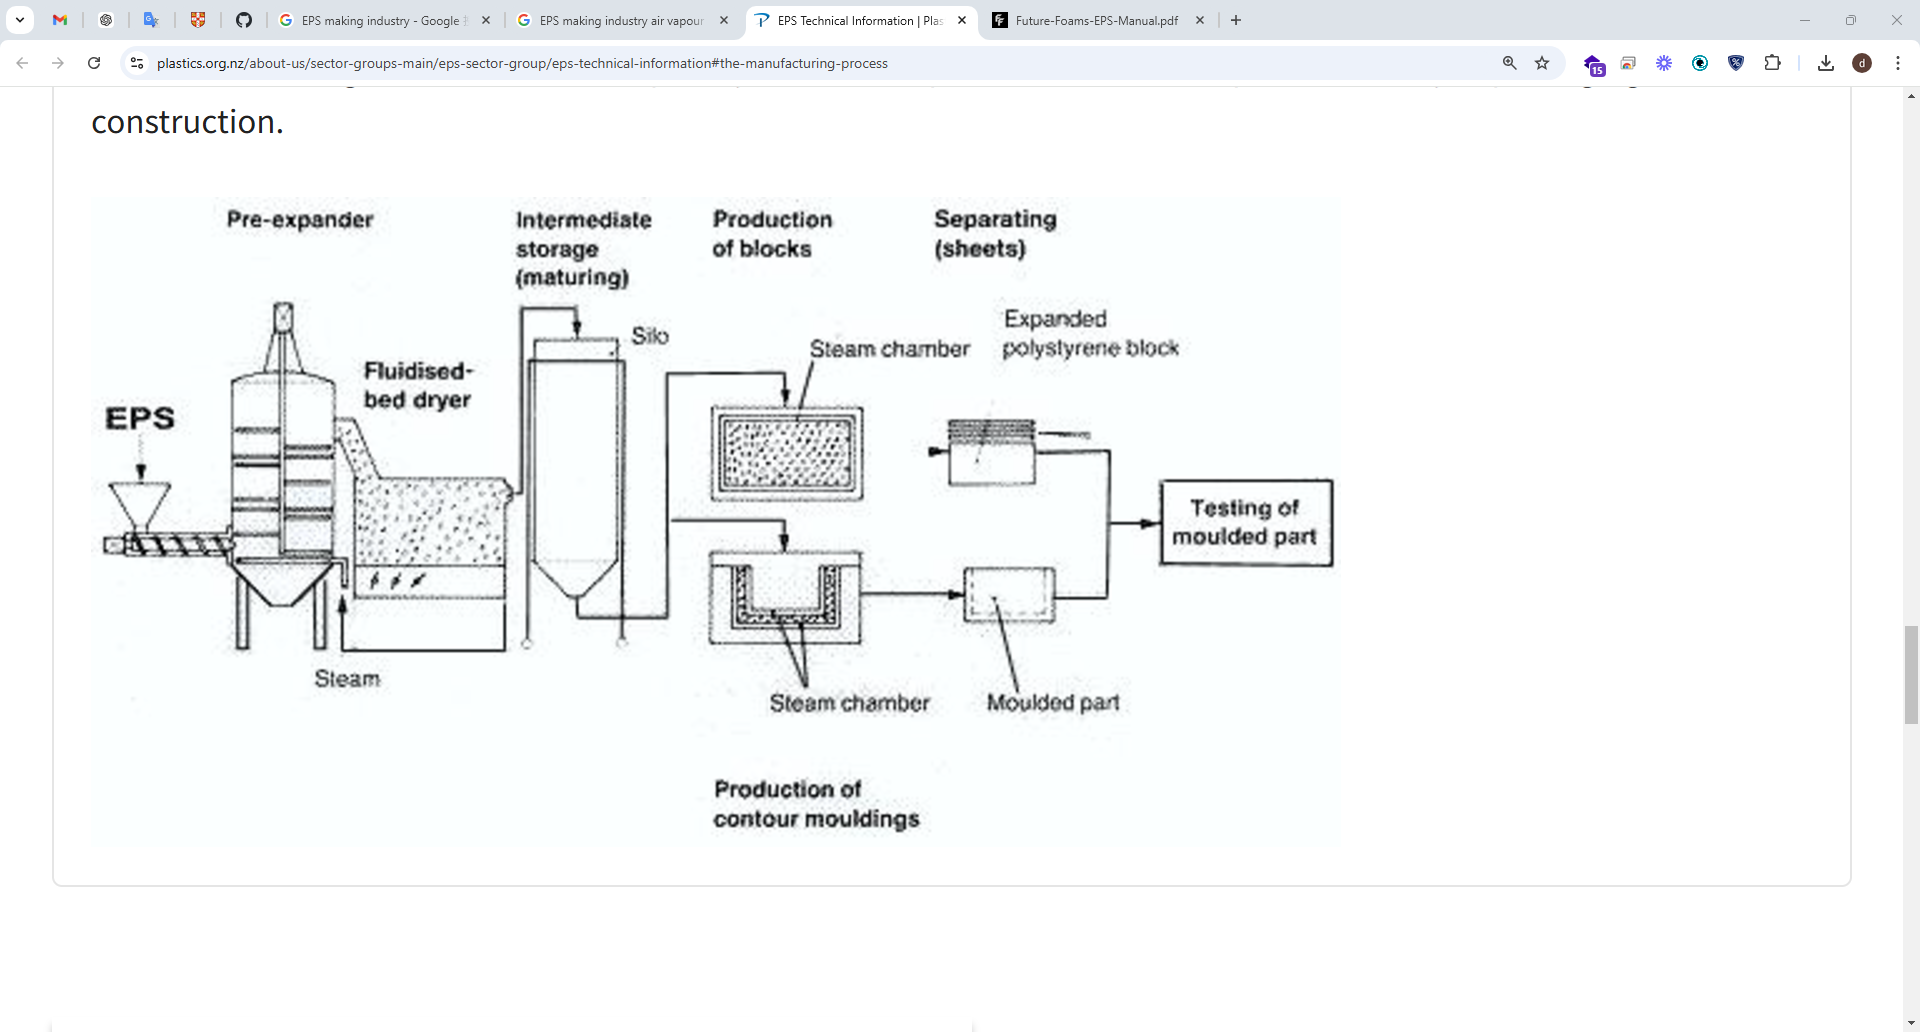 EPS making industry - Google
EPS making industry air vapour
EPS Technical Information | Plas
Future-Foams-EPS-Manual.pdf
plastics.org.nz/about-us/sector-groups-main/eps-sector-group/eps-technical-information#the-manufacturing-process
15
d
construction.
Pre-expander
Intermediate
storage
(maturing)
Production
of blocks
Separating
(sheets)
Silo
Expanded
polystyrene block
Steam chamber
Fluidised-
bed dryer
EPS
Testing of
moulded part
Steam
Steam chamber
Moulded part
Production of
contour mouldings